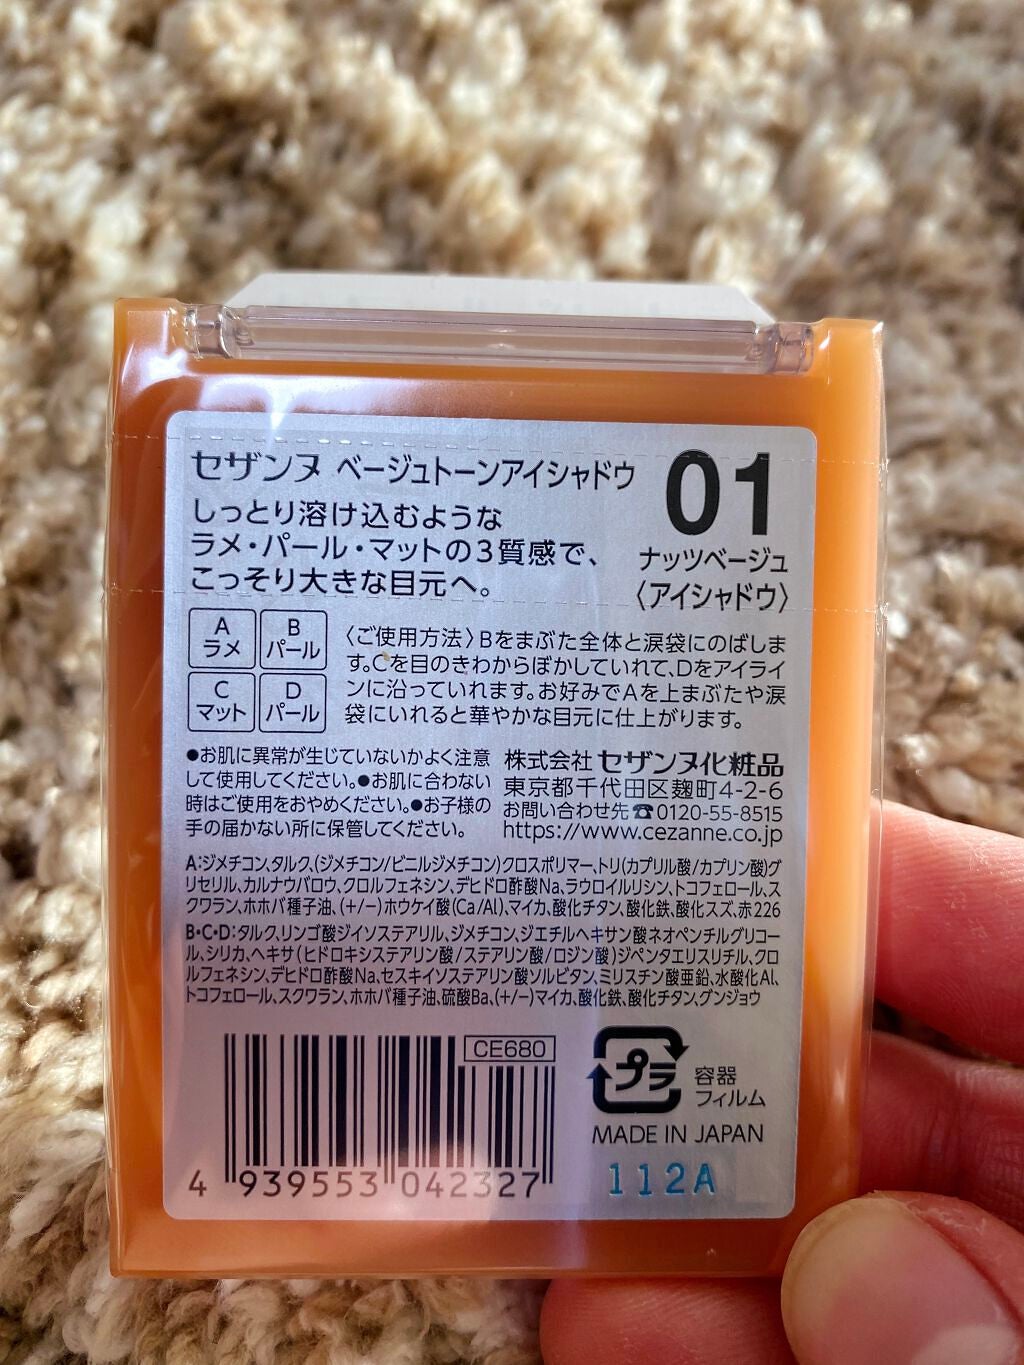 セザンヌ ベージュトーンアイシャドウ
01
ナッツベージュ
〈アイシャドウ〉
しっとり溶け込むような
ラメ・パール・マットの3質感で、
こっそり大きな目元へ。
A
ラメ
B
パール
C
マット
D
パール
〈ご使用方法〉Bをまぶた全体と涙袋にのばしま
す。Cを目のきわからぼかしていれて、Dをアイライ
ンに沿っていれます。お好みでAを上まぶたや涙
袋にいれると華やかな目元に仕上がります。
●お肌に異常が生じていないかよく注意
して使用してください。●お肌に合わない
時はご使用をおやめください。●お子様の
手の届かない所に保管してください。
株式会社 セザンヌ化粧品
東京都千代田区麹町4-2-6
お問い合わせ先☎0120-55-8515
https://www.cezanne.co.jp
A:ジメチコン、タルク、(ジメチコン/ビニルジメチコン)クロスポリマー、トリ(カプリル酸/カプリン酸)グ
リセリル、カルナウバロウ、クロルフェネシン、デヒドロ酢酸Na、ラウロイルリシン、トコフェロール、ス
クワラン、ホホバ種子油、(+/-)ホウケイ酸(Ca/Al)、マイカ、酸化チタン、酸化鉄、酸化スズ、赤226
B・C・D:タルク、リンゴ酸ジイソステアリル、ジメチコン、ジエチルヘキサン酸ネオペンチルグリコー
ル、シリカ、ヘキサ(ヒドロキシステアリン酸/ステアリン酸/ロジン酸)ジペンタエリスリチル、クロ
ルフェネシン、デヒドロ酢酸Na、セスキイソステアリン酸ソルビタン、ミリスチン酸亜鉛、水酸化Al、
トコフェロール、スクワラン、ホホバ種子油、硫酸Ba、(+/-)マイカ、酸化鉄、酸化チタン、グンジョウ
CE680
4 939553 042327
プラ
容器
フィルム
MADE IN JAPAN
112A